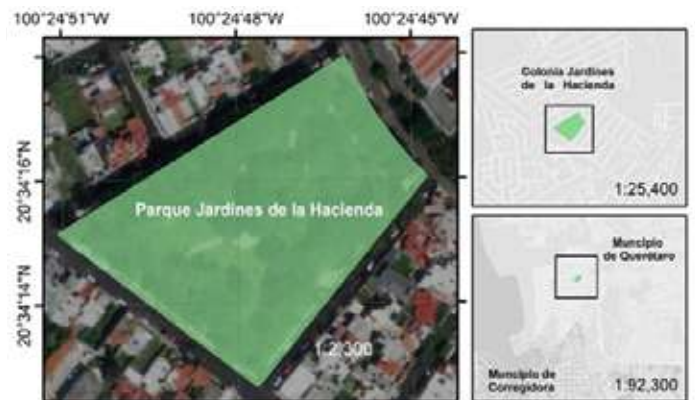 100°24'51"W
100°24'48"W
100°24'45"W
20°34'16"N
20°34'14"N
Parque Jardines de la Hacienda
1:2,300
Colonia Jardines
de la Hacienda
1:25,400
Muncipio
de Querétaro
Muncipio de
Corregidora
1:92,300